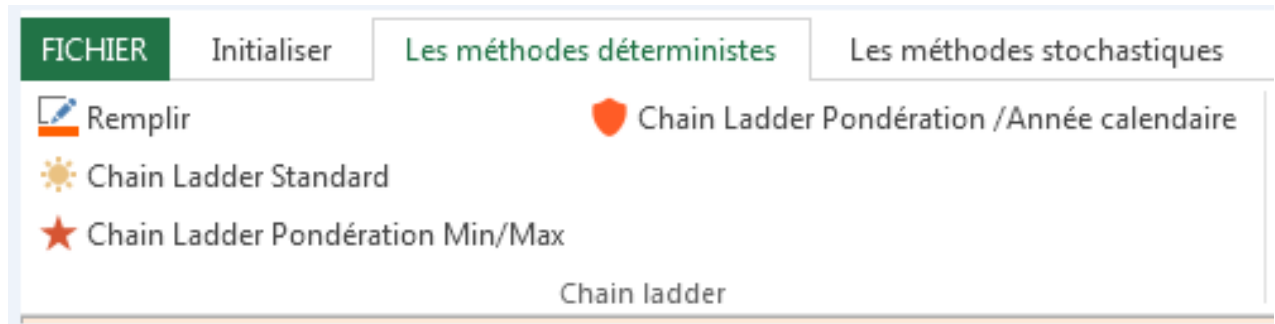 FICHIER Initialiser Les méthodes déterministes Les méthodes stochastiques
Remplir Chain Ladder Pondération /Année calendaire
Chain Ladder Standard
Chain Ladder Pondération Min/Max
Chain ladder